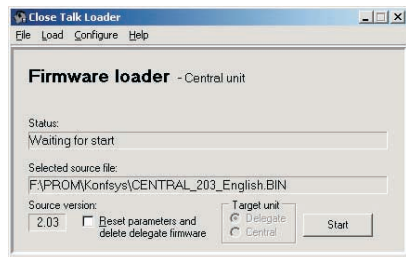 Close Talk Loader
File Load Configure Help
Firmware loader - Central unit
Status:
Waiting for start
Selected source file:
F:\PROM\Konfsys\CENTRAL_203_English.BIN
Source version:
2.03
Reset parameters and
delete delegate firmware
Target unit
Delegate
Central
Start